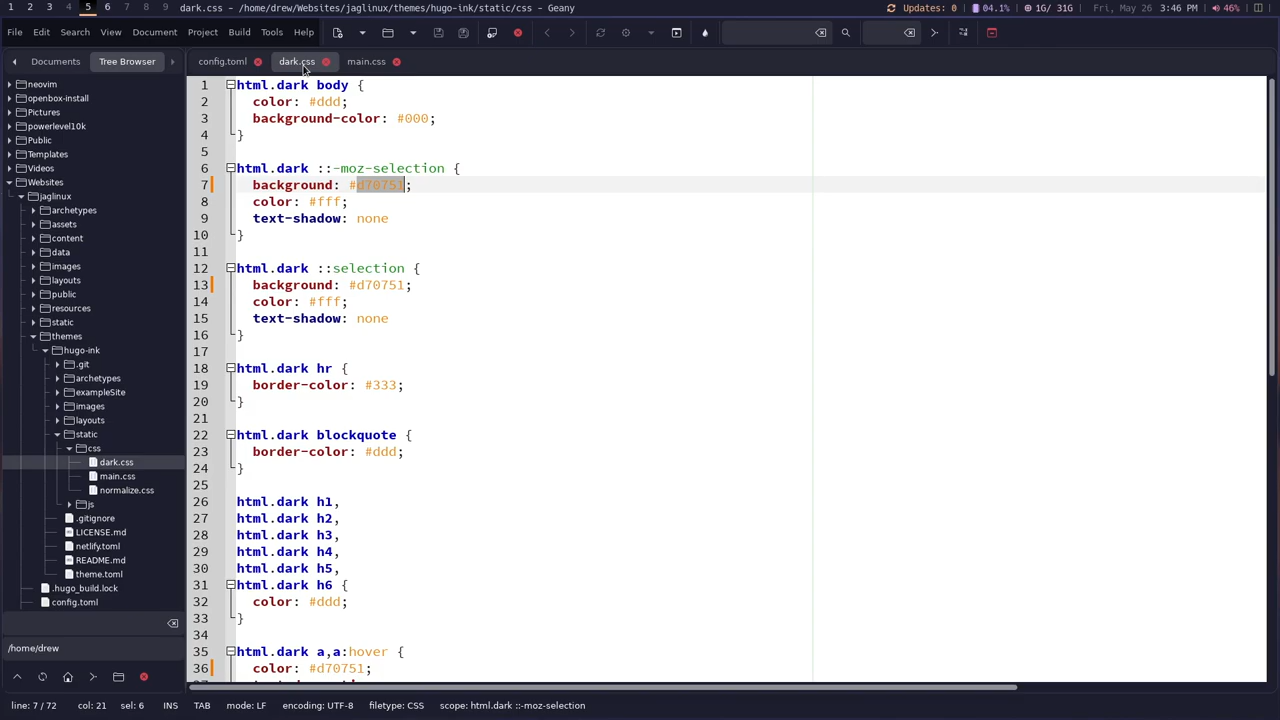 1 2 3 4 5 6 7 8 9 dark.css - /home/drew/Websites/jaglinux/themes/hugo-ink/static/css - Geany Updates: 0 04.1% 1G/ 31G Fri, May 26 3:46 PM 46%
File Edit Search View Document Project Build Tools Help
Documents Tree Browser
config.toml dark.css main.css
neovim
openbox-install
Pictures
powerlevel10k
Public
Templates
Videos
Websites
jaglinux
archetypes
assets
content
data
images
layouts
public
resources
static
themes
hugo-ink
.git
archetypes
exampleSite
images
layouts
static
css
dark.css
main.css
normalize.css
js
.gitignore
LICENSE.md
netlify.toml
README.md
theme.toml
.hugo_build.lock
config.toml
/home/drew
1 html.dark body {
2 color: #ddd;
3 background-color: #000;
4 }
5
6 html.dark ::-moz-selection {
7 background: #d70751;
8 color: #fff;
9 text-shadow: none
10 }
11
12 html.dark ::selection {
13 background: #d70751;
14 color: #fff;
15 text-shadow: none
16 }
17
18 html.dark hr {
19 border-color: #333;
20 }
21
22 html.dark blockquote {
23 border-color: #ddd;
24 }
25
26 html.dark h1,
27 html.dark h2,
28 html.dark h3,
29 html.dark h4,
30 html.dark h5,
31 html.dark h6 {
32 color: #ddd;
33 }
34
35 html.dark a,a:hover {
36 color: #d70751;
line: 7 / 72 col: 21 sel: 6 INS TAB mode: LF encoding: UTF-8 filetype: CSS scope: html.dark ::-moz-selection